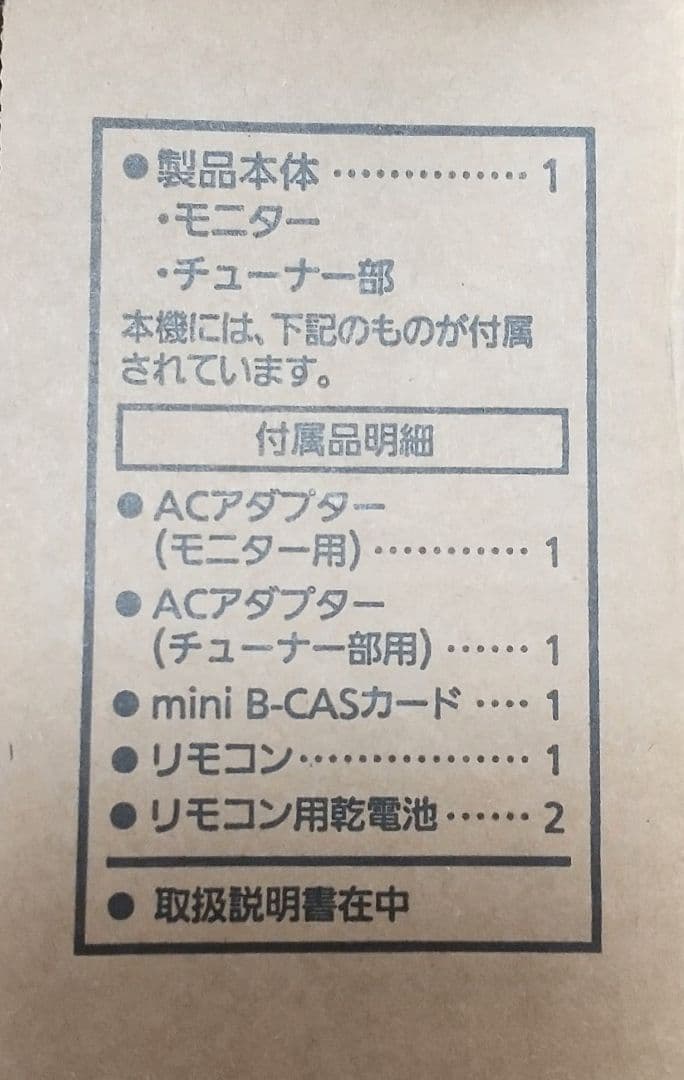 ●製品本体 ‥‥‥‥‥‥‥ 1
・モニター
・チューナー部
本機には、下記のものが付属
されています。
付属品明細
● ACアダプター
(モニター用) ‥‥‥‥‥‥ 1
● ACアダプター
(チューナー部用) ‥‥‥ 1
● mini B-CASカード ‥‥ 1
● リモコン‥‥‥‥‥‥‥‥ 1
● リモコン用乾電池‥‥‥ 2
● 取扱説明書在中